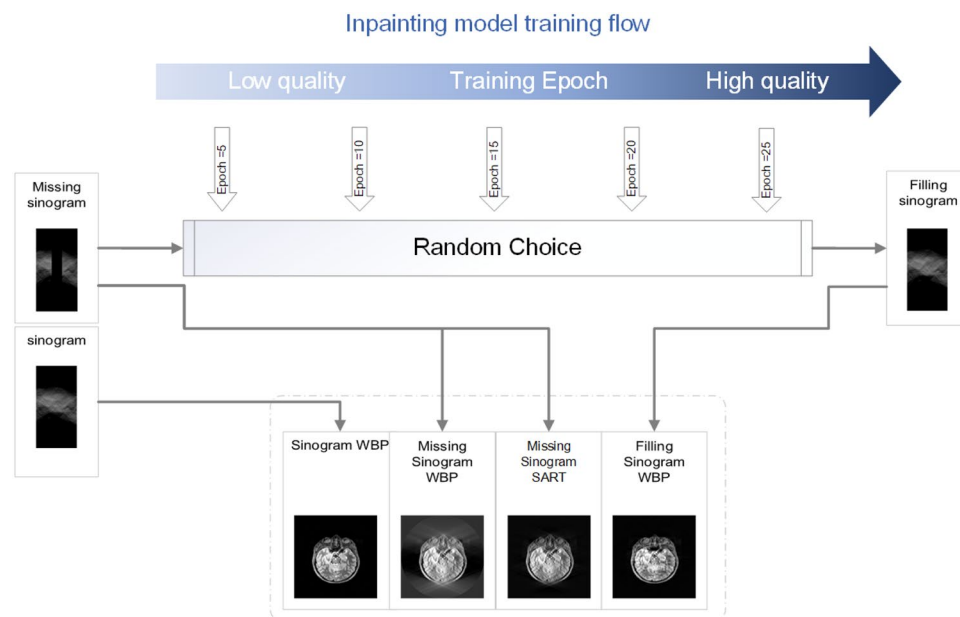 Inpainting model training flow
Low quality
Training Epoch
High quality
Epoch =5
Epoch =10
Epoch =15
Epoch =20
Epoch =25
Missing
sinogram
Random Choice
Filling
sinogram
sinogram
Sinogram WBP
Missing
Sinogram
WBP
Missing
Sinogram
SART
Filling
Sinogram
WBP